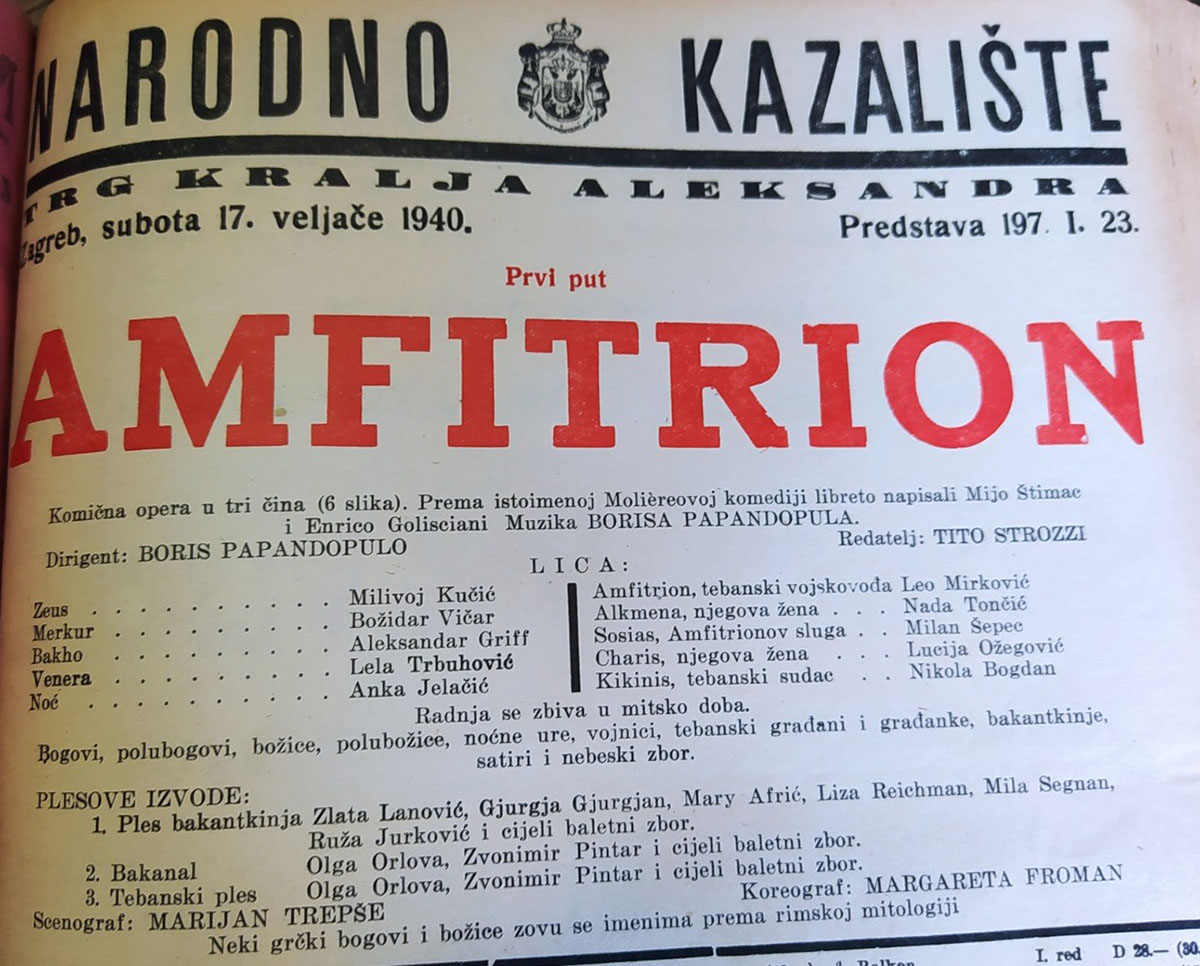 NARODNO KAZALIŠTE
TRG KRALJA ALEKSANDRA
Zagreb, subota 17. veljače 1940.
Predstava 197. I. 23.
Prvi put
AMFITRION
Komična opera u tri čina (6 slika). Prema istoimenoj Molièreovoj komediji libreto napisali Mijo Štimac
i Enrico Golisciani Muzika BORISA PAPANDOPULA.
Dirigent: BORIS PAPANDOPULO
Redatelj: TITO STROZZI
LICA:
Zeus . . . . . . . . . . Milivoj Kučić
Merkur . . . . . . . . . Božidar Vičar
Bakho . . . . . . . . . Aleksandar Griff
Venera . . . . . . . . . Lela Trbuhović
Noć . . . . . . . . . . Anka Jelačić
Amfitrion, tebanski vojskovođa Leo Mirković
Alkmena, njegova žena . . . Nada Tončić
Sosias, Amfitrionov sluga . . Milan Šepec
Charis, njegova žena . . . Lucija Ožegović
Kikinis, tebanski sudac . . Nikola Bogdan
Radnja se zbiva u mitsko doba.
Bogovi, polubogovi, božice, polubožice, noćne ure, vojnici, tebanski građani i građanke, bakantkinje,
satiri i nebeski zbor.
PLESOVE IZVODE:
1. Ples bakantkinja Zlata Lanović, Gjurgja Gjurgjan, Mary Afrić, Liza Reichman, Mila Segnan,
Ruža Jurković i cijeli baletni zbor.
2. Bakanal Olga Orlova, Zvonimir Pintar i cijeli baletni zbor.
3. Tebanski ples Olga Orlova, Zvonimir Pintar i cijeli baletni zbor.
Koreograf: MARGARETA FROMAN
Scenograf: MARIJAN TREPŠE
Neki grčki bogovi i božice zovu se imenima prema rimskoj mitologiji
I. red D 28.— (30.